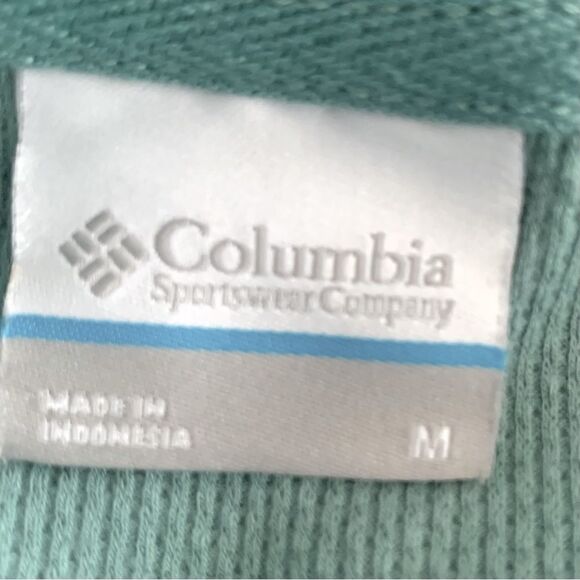 Columbia
Sportswear Company
MADE IN
INDONESIA
M